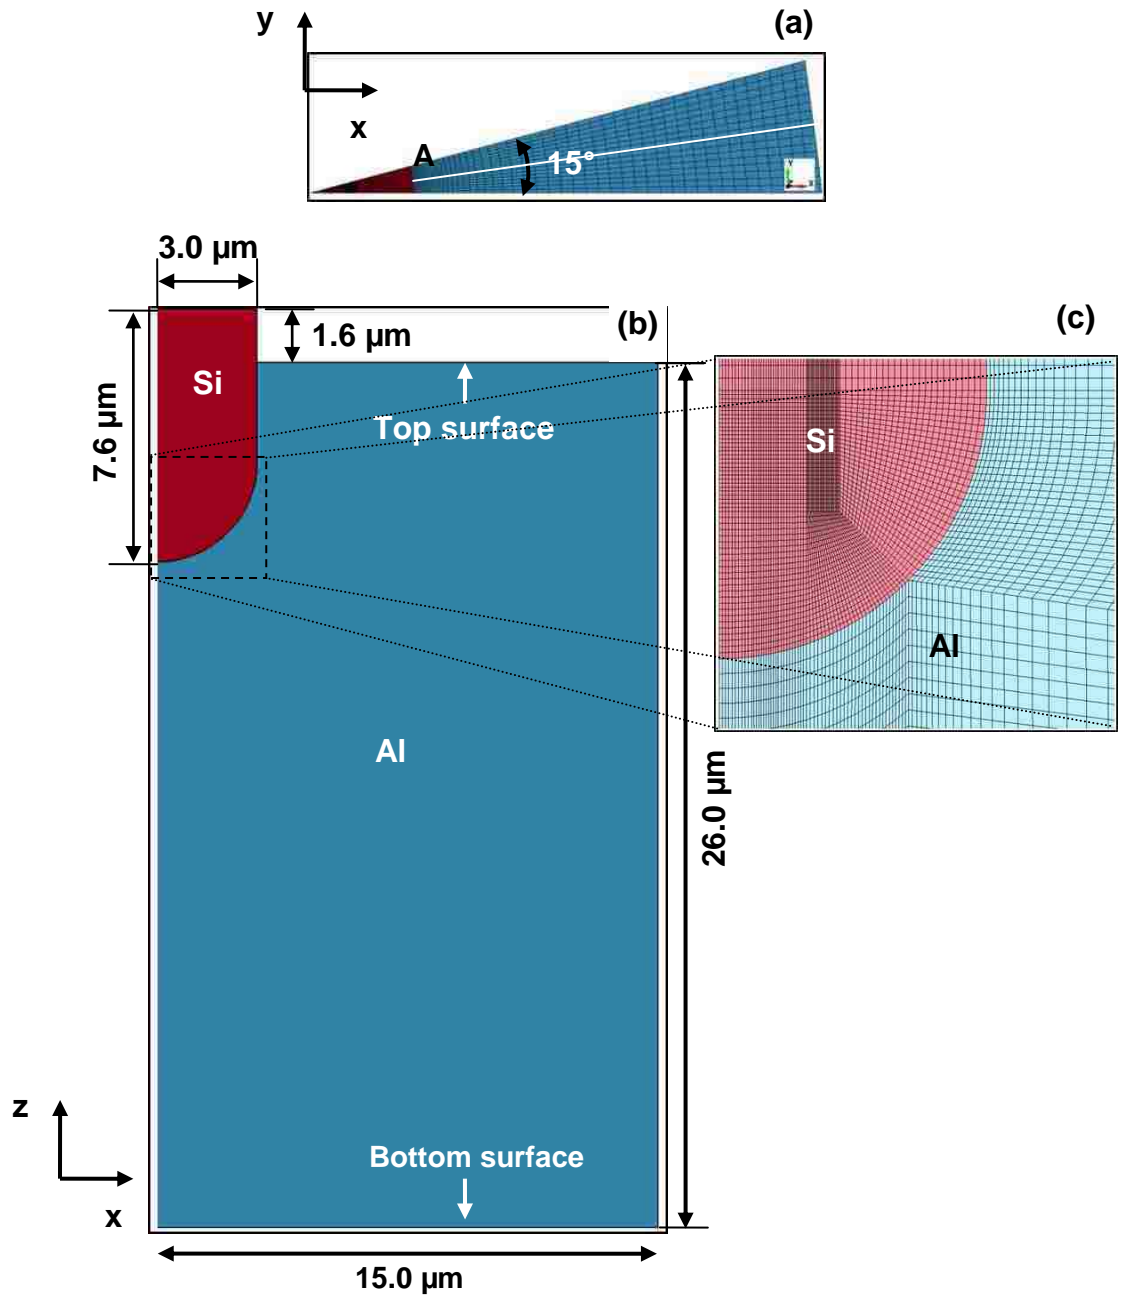 y
(a)
x
A
15°
3.0 µm
1.6 µm
(b)
(c)
Si
7.6 µm
Top surface
Si
Al
Al
26.0 µm
z
Bottom surface
x
15.0 µm